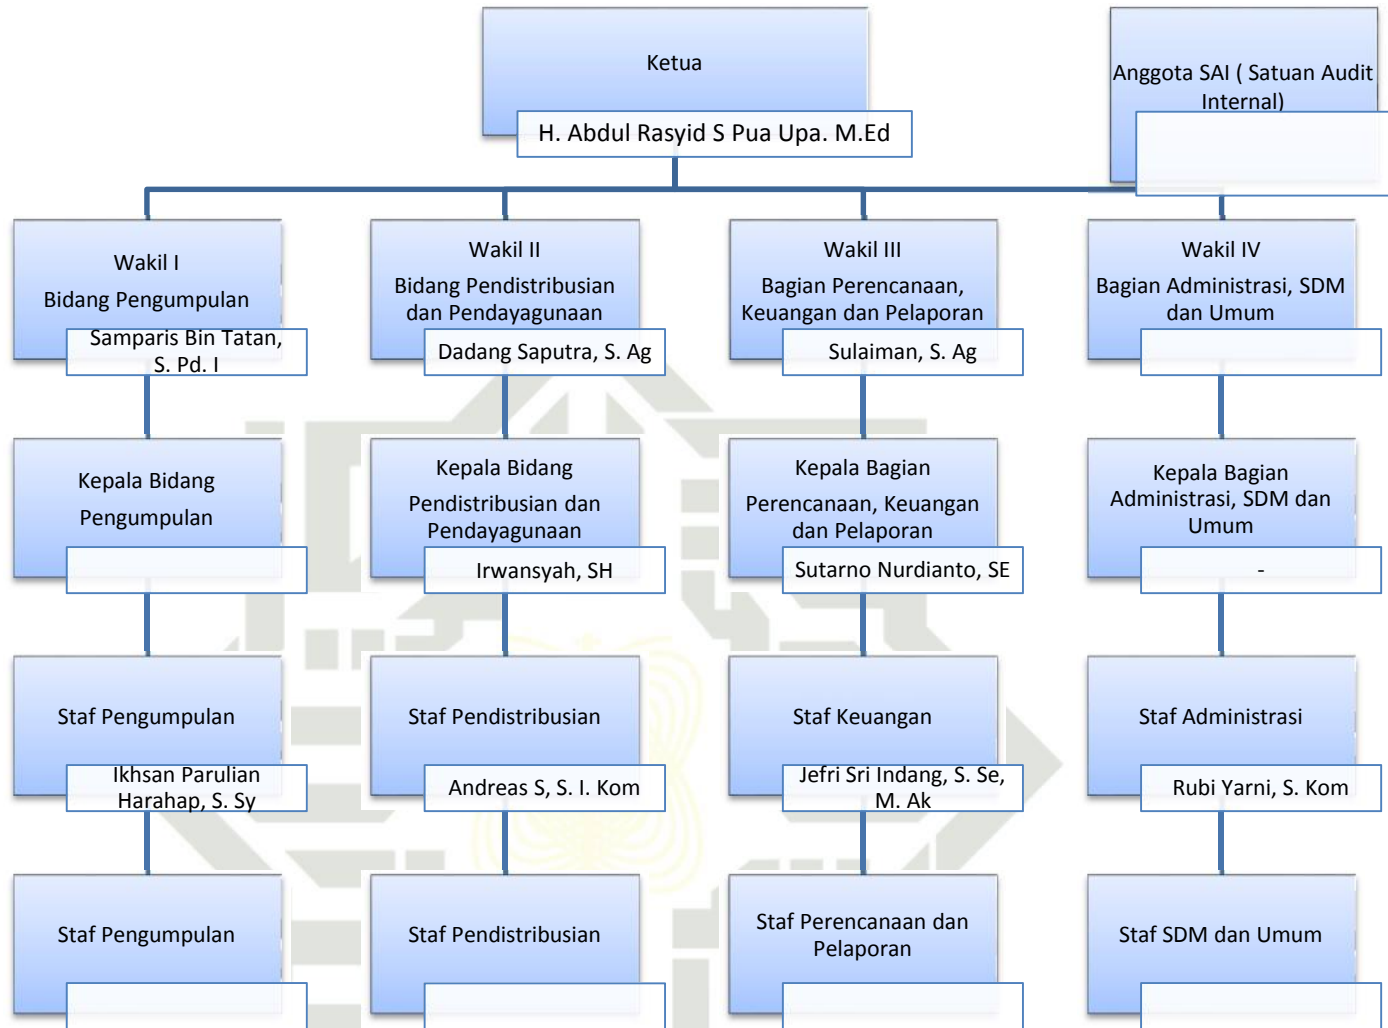 Ketua
H. Abdul Rasyid S Pua Upa. M.Ed
Anggota SAI ( Satuan Audit
Internal)
Wakil I
Bidang Pengumpulan
Samparis Bin Tatan,
S. Pd. I
Wakil II
Bidang Pendistribusian
dan Pendayagunaan
Dadang Saputra, S. Ag
Wakil III
Bagian Perencanaan,
Keuangan dan Pelaporan
Sulaiman, S. Ag
Wakil IV
Bagian Administrasi, SDM
dan Umum
Kepala Bidang
Pengumpulan
Kepala Bidang
Pendistribusian dan
Pendayagunaan
Irwansyah, SH
Kepala Bagian
Perencanaan, Keuangan
dan Pelaporan
Sutarno Nurdianto, SE
Kepala Bagian
Administrasi, SDM dan
Umum
-
Staf Pengumpulan
Ikhsan Parulian
Harahap, S. Sy
Staf Pendistribusian
Andreas S, S. I. Kom
Staf Keuangan
Jefri Sri Indang, S. Se,
M. Ak
Staf Administrasi
Rubi Yarni, S. Kom
Staf Pengumpulan
Staf Pendistribusian
Staf Perencanaan dan
Pelaporan
Staf SDM dan Umum